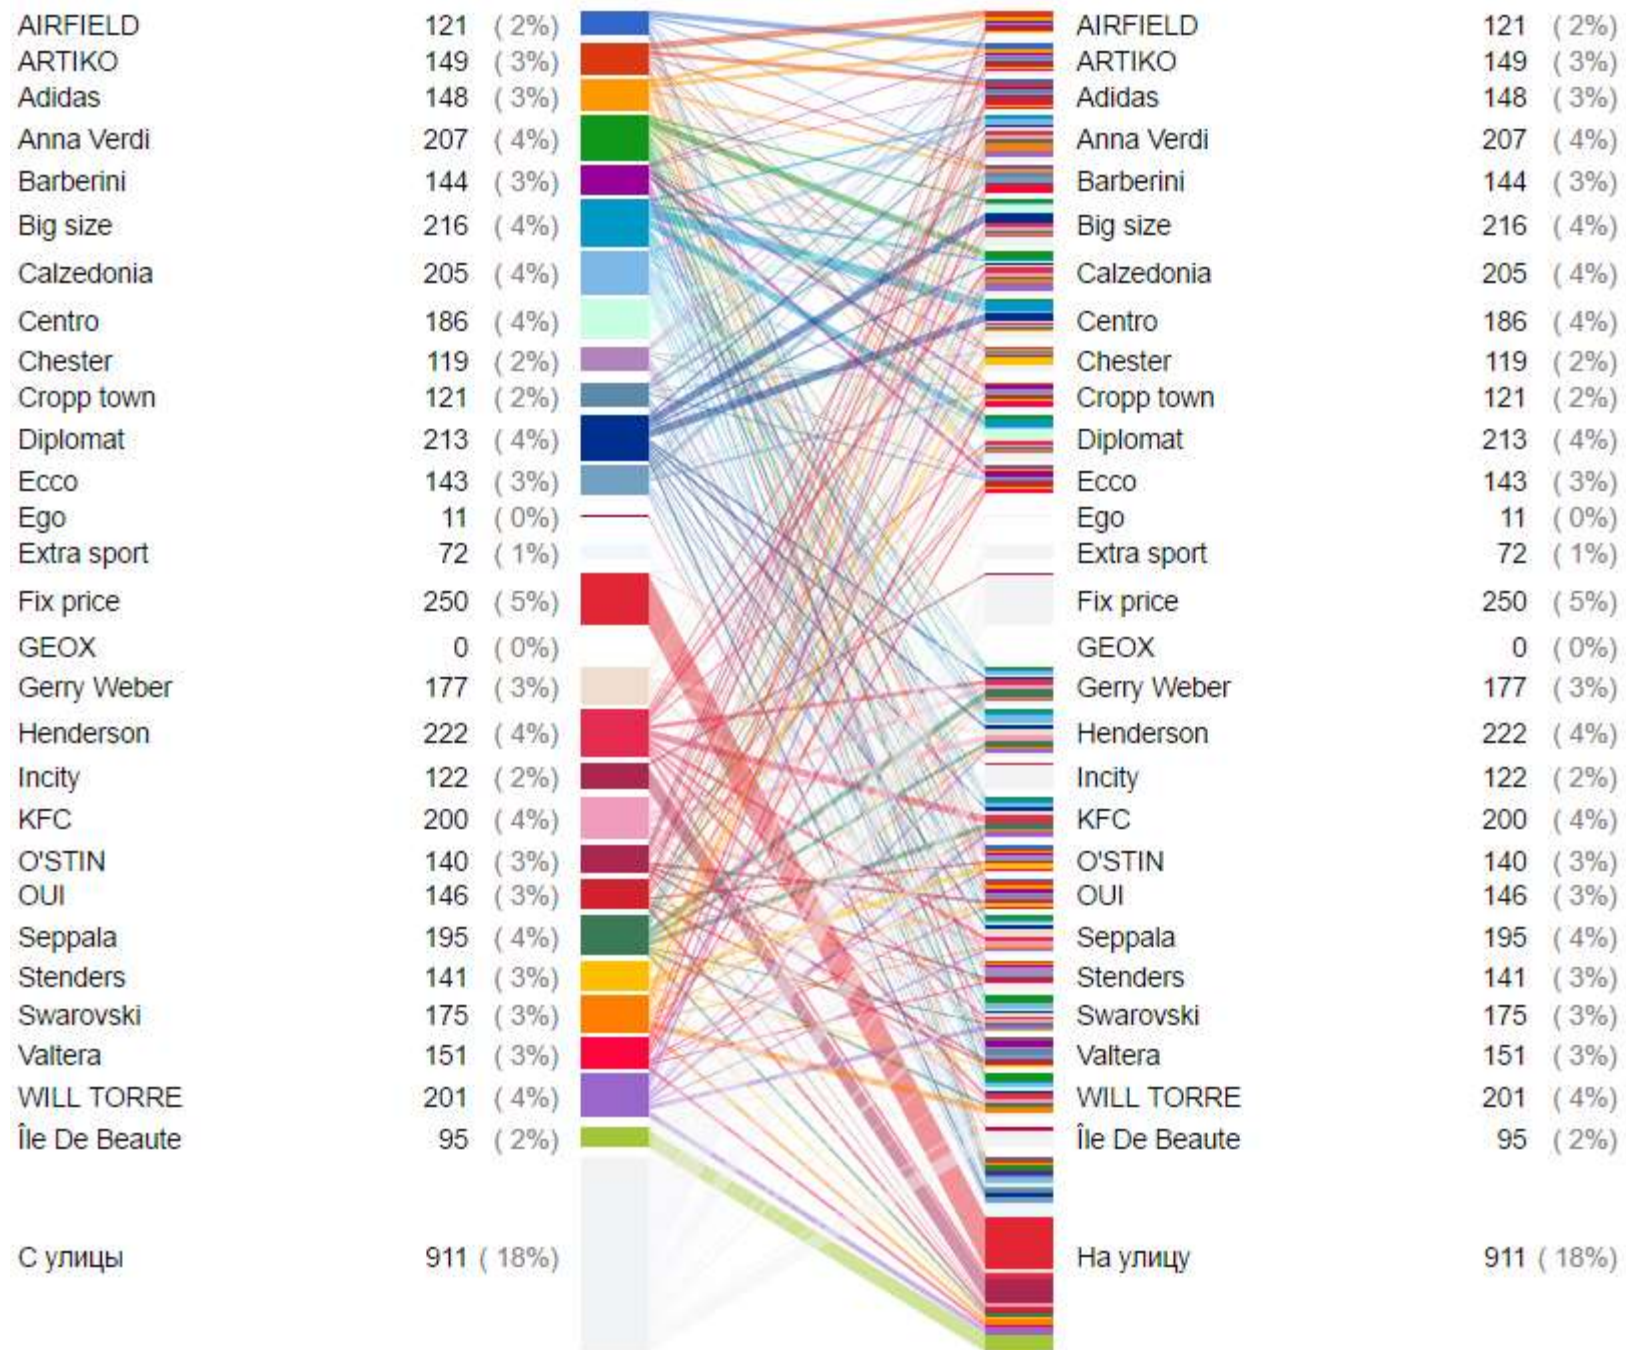 AIRFIELD 121 ( 2%) AIRFIELD 121 ( 2%)
ARTIKO 149 ( 3%) ARTIKO 149 ( 3%)
Adidas 148 ( 3%) Adidas 148 ( 3%)
Anna Verdi 207 ( 4%) Anna Verdi 207 ( 4%)
Barberini 144 ( 3%) Barberini 144 ( 3%)
Big size 216 ( 4%) Big size 216 ( 4%)
Calzedonia 205 ( 4%) Calzedonia 205 ( 4%)
Centro 186 ( 4%) Centro 186 ( 4%)
Chester 119 ( 2%) Chester 119 ( 2%)
Cropp town 121 ( 2%) Cropp town 121 ( 2%)
Diplomat 213 ( 4%) Diplomat 213 ( 4%)
Ecco 143 ( 3%) Ecco 143 ( 3%)
Ego 11 ( 0%) Ego 11 ( 0%)
Extra sport 72 ( 1%) Extra sport 72 ( 1%)
Fix price 250 ( 5%) Fix price 250 ( 5%)
GEOX 0 ( 0%) GEOX 0 ( 0%)
Gerry Weber 177 ( 3%) Gerry Weber 177 ( 3%)
Henderson 222 ( 4%) Henderson 222 ( 4%)
Incity 122 ( 2%) Incity 122 ( 2%)
KFC 200 ( 4%) KFC 200 ( 4%)
O'STIN 140 ( 3%) O'STIN 140 ( 3%)
OUI 146 ( 3%) OUI 146 ( 3%)
Seppala 195 ( 4%) Seppala 195 ( 4%)
Stenders 141 ( 3%) Stenders 141 ( 3%)
Swarovski 175 ( 3%) Swarovski 175 ( 3%)
Valtera 151 ( 3%) Valtera 151 ( 3%)
WILL TORRE 201 ( 4%) WILL TORRE 201 ( 4%)
Île De Beaute 95 ( 2%) Île De Beaute 95 ( 2%)
С улицы 911 ( 18%) На улицу 911 ( 18%)